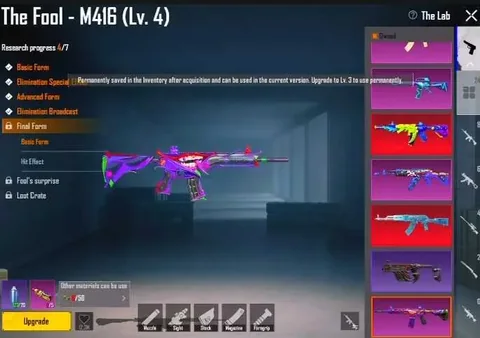 The Fool - M416 (Lv. 4)
The Lab
Research progress 4/7
Owned
Basic Form
Elimination Special
Permanently saved in the Inventory after acquisition and can be used in the current version. Upgrade to Lv. 3 to use permanently.
Advanced Form
Elimination Broadcast
Final Form
Basic Form
Hit Effect
Fool's surprise
Loot Crate
Other materials can be used
/50
Upgrade
Muzzle
Sight
Stock
Magazine
Foregrip